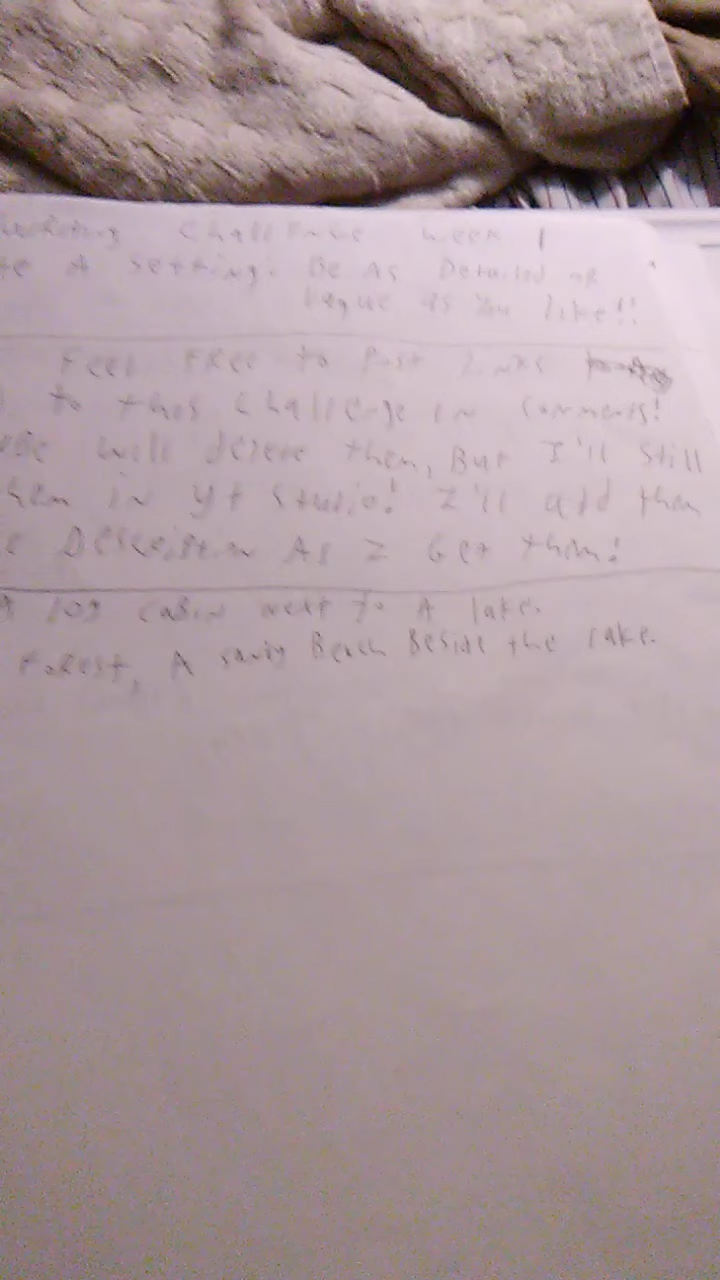 Challenge Week 1
A setting. Be As Detailed or
vague as you like!!
Feel Free to Post Links
to this Challenge in comments!
will delete them, But I'll still
in yt studio! I'll add them
Description As I Get them!
log cabin next to A lake.
Forest, A sandy Beach Beside the lake.